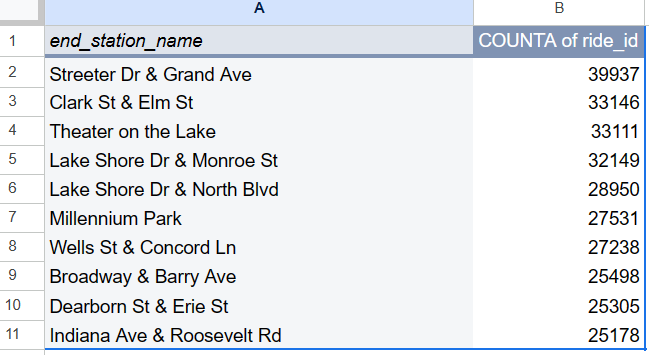 A B
1 end_station_name COUNTA of ride_id
2 Streeter Dr & Grand Ave 39937
3 Clark St & Elm St 33146
4 Theater on the Lake 33111
5 Lake Shore Dr & Monroe St 32149
6 Lake Shore Dr & North Blvd 28950
7 Millennium Park 27531
8 Wells St & Concord Ln 27238
9 Broadway & Barry Ave 25498
10 Dearborn St & Erie St 25305
11 Indiana Ave & Roosevelt Rd 25178